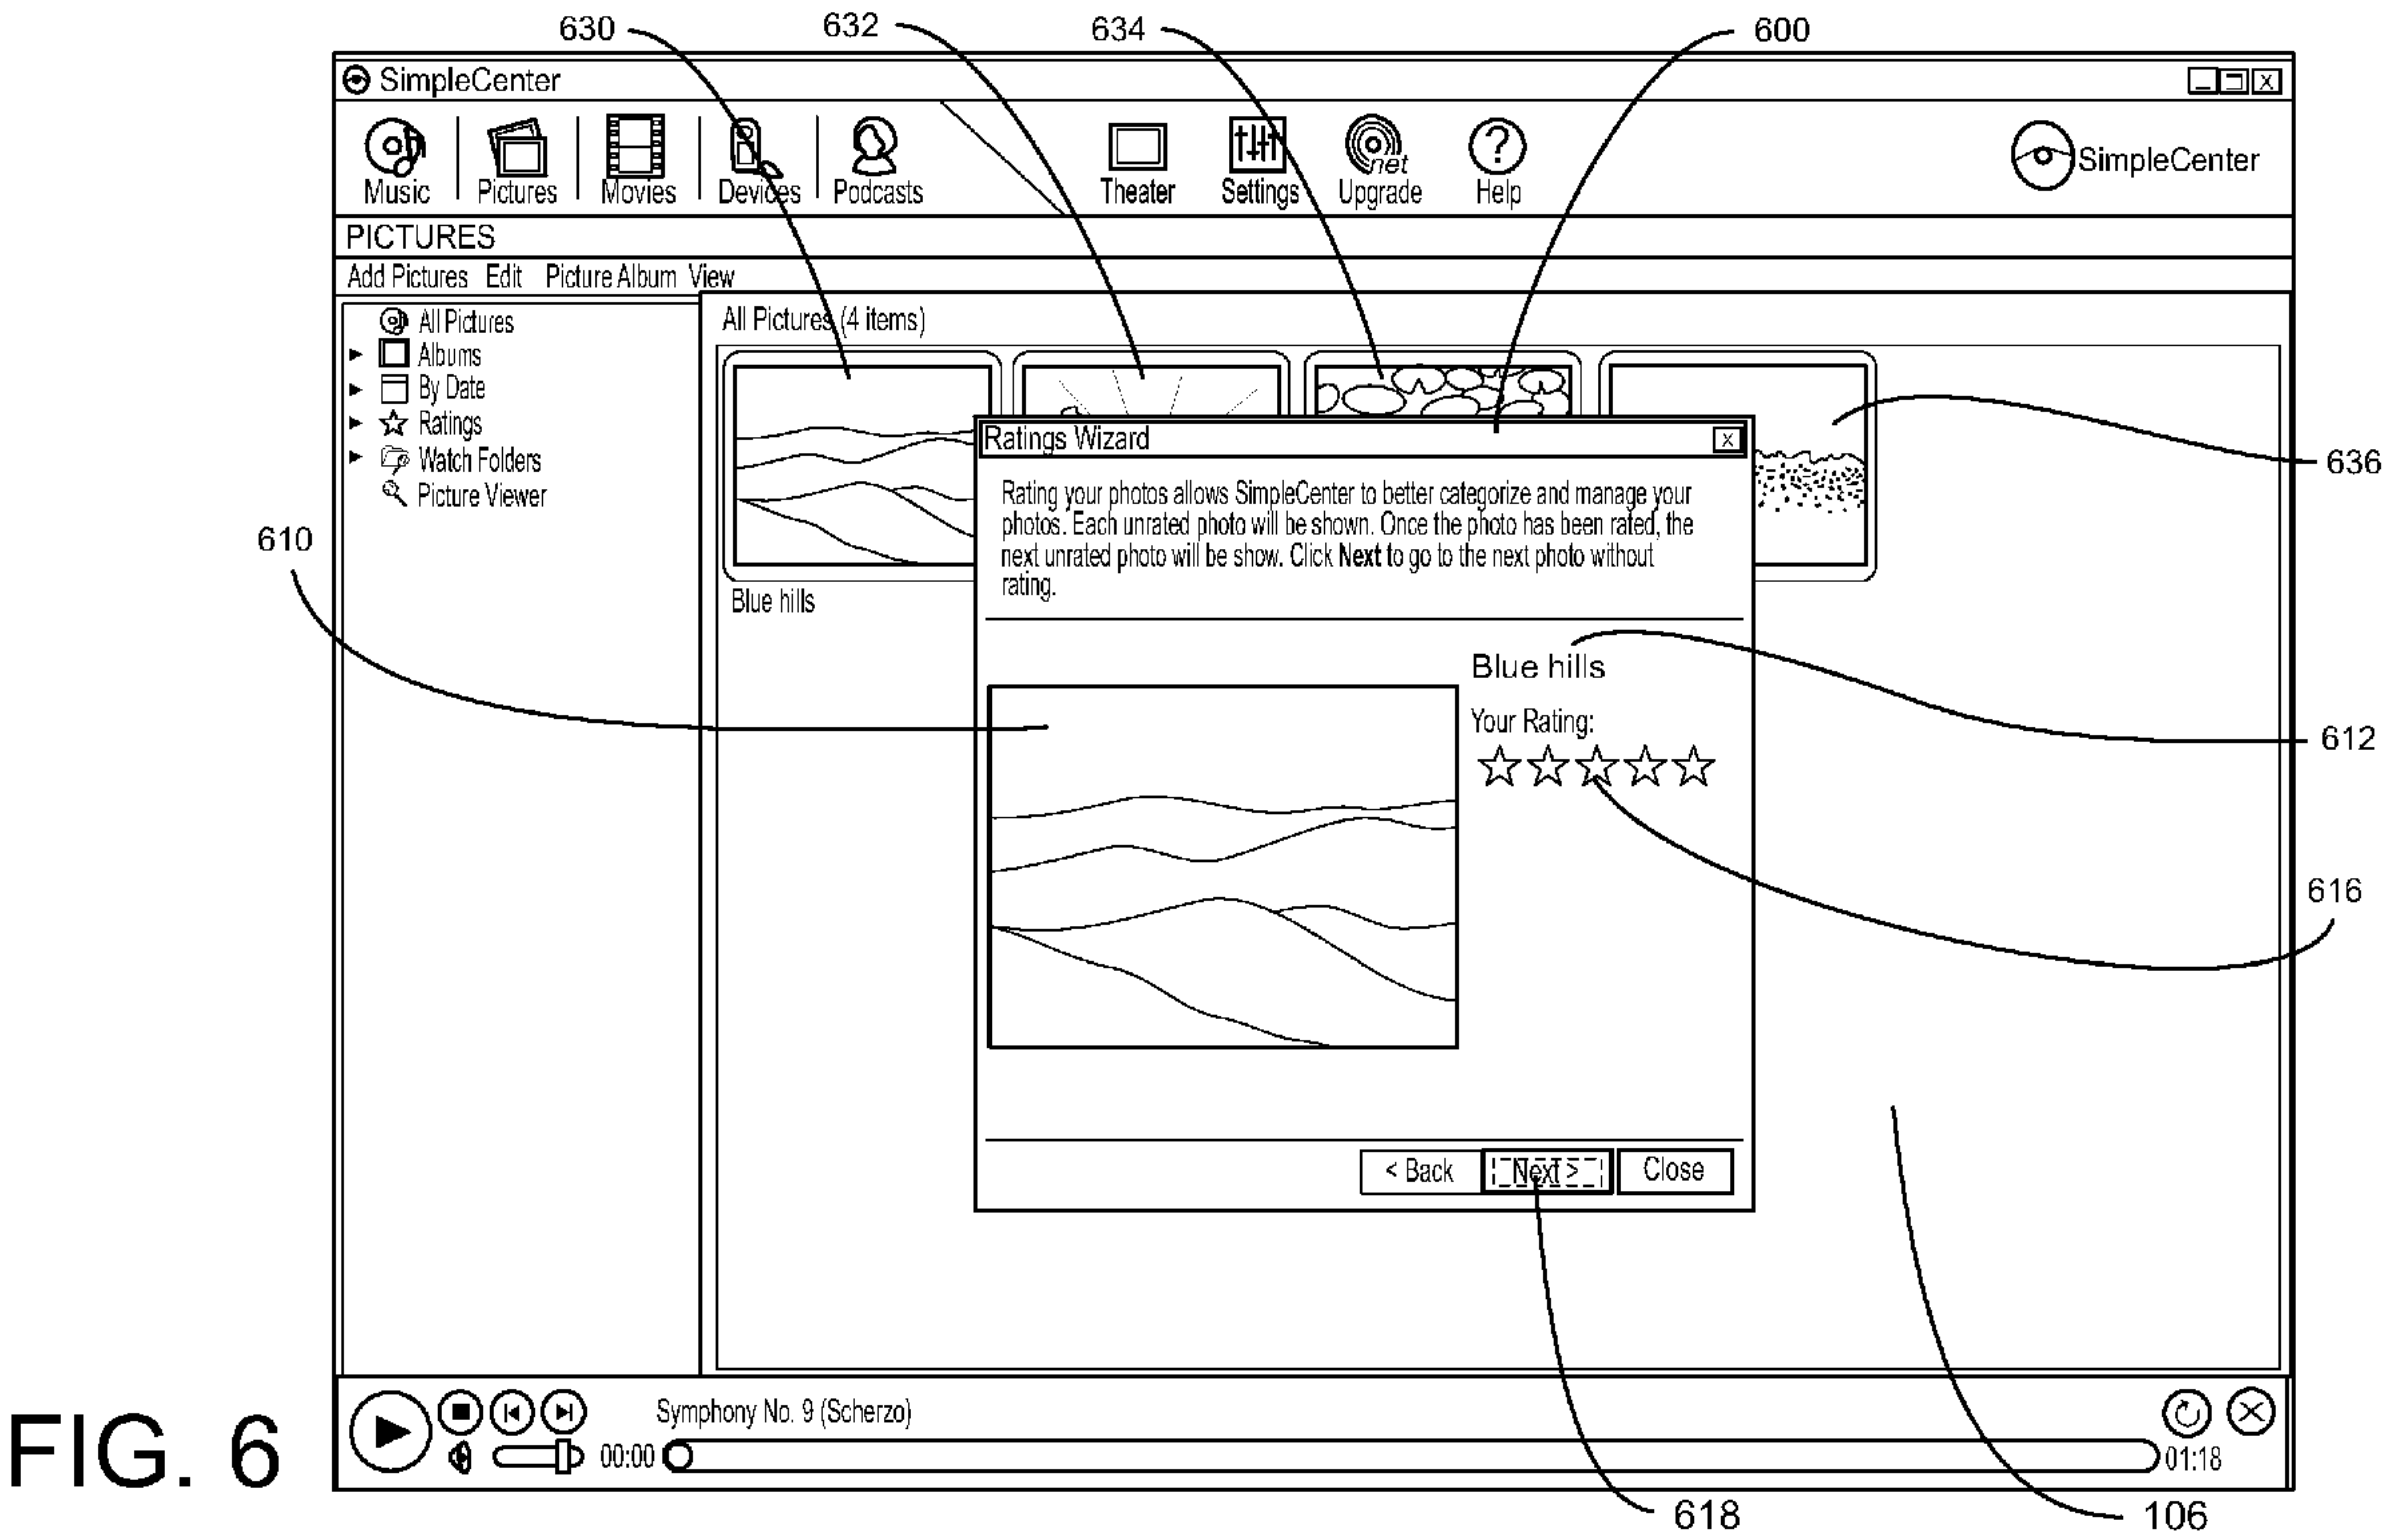 630 632 634 600
SimpleCenter
Music Pictures Movies Devices Podcasts Theater Settings net Upgrade Help SimpleCenter
PICTURES
Add Pictures Edit Picture Album View
All Pictures
Albums
By Date
Ratings
Watch Folders
Picture Viewer
All Pictures (4 items)
Blue hills
636
610
Ratings Wizard X
Rating your photos allows SimpleCenter to better categorize and manage your
photos. Each unrated photo will be shown. Once the photo has been rated, the
next unrated photo will be show. Click Next to go to the next photo without
rating.
Blue hills
Your Rating:
612
616
< Back Next > Close
Symphony No. 9 (Scherzo)
00:00 01:18
FIG. 6
618 106